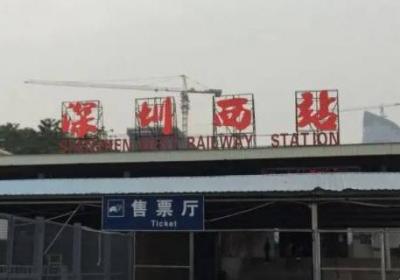 深圳西站
SHENZHEN WEST RAILWAY STATION
售票厅
Ticket